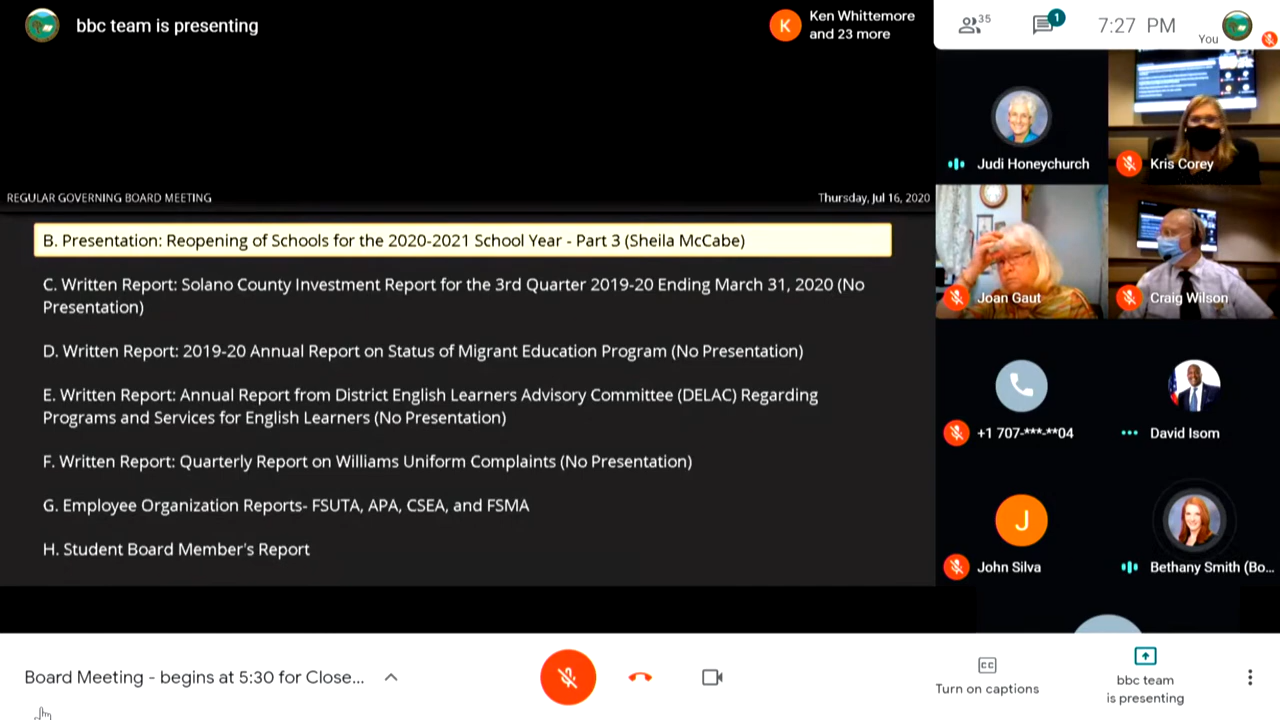 bbc team is presenting
K
Ken Whittemore
and 23 more
35
1
7:27 PM
You
REGULAR GOVERNING BOARD MEETING
Thursday, Jul 16, 2020
B. Presentation: Reopening of Schools for the 2020-2021 School Year - Part 3 (Sheila McCabe)
C. Written Report: Solano County Investment Report for the 3rd Quarter 2019-20 Ending March 31, 2020 (No
Presentation)
D. Written Report: 2019-20 Annual Report on Status of Migrant Education Program (No Presentation)
E. Written Report: Annual Report from District English Learners Advisory Committee (DELAC) Regarding
Programs and Services for English Learners (No Presentation)
F. Written Report: Quarterly Report on Williams Uniform Complaints (No Presentation)
G. Employee Organization Reports- FSUTA, APA, CSEA, and FSMA
H. Student Board Member's Report
Judi Honeychurch
Kris Corey
Joan Gaut
Craig Wilson
+1 707-***-**04
David Isom
J
John Silva
Bethany Smith (Bo...
Board Meeting - begins at 5:30 for Close...
CC
Turn on captions
bbc team
is presenting